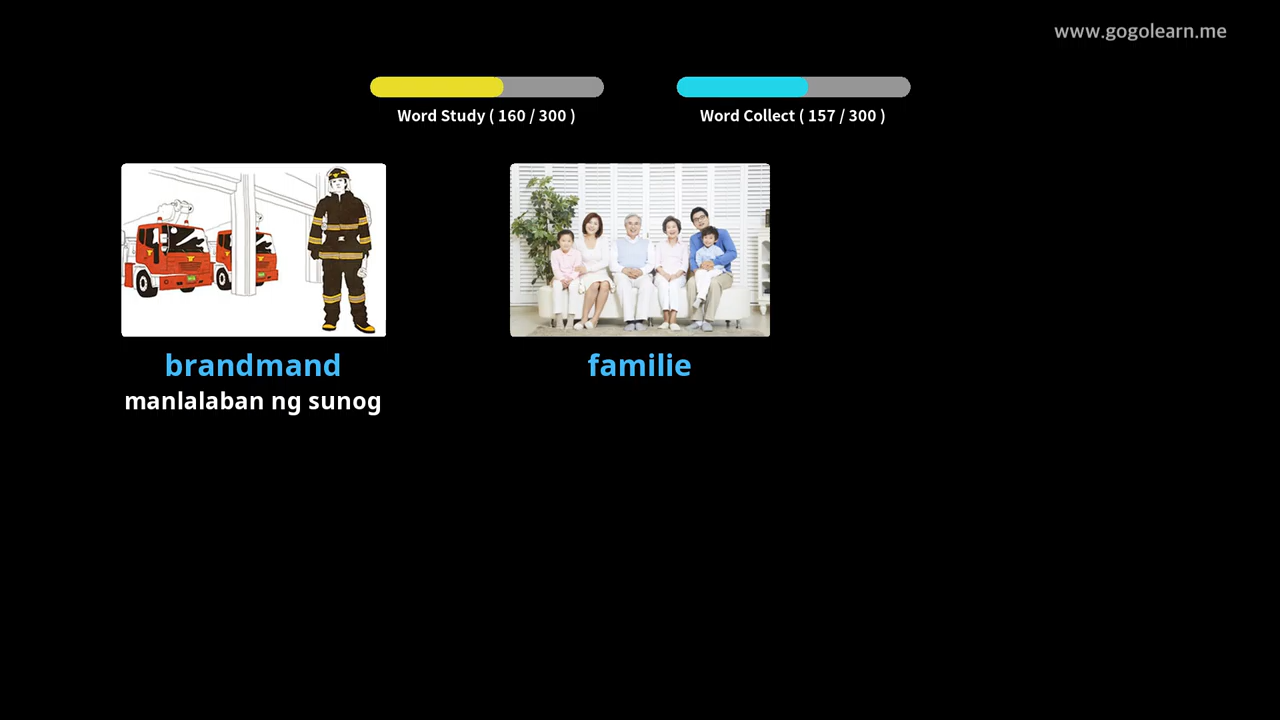 www.gogolearn.me
Word Study ( 160 / 300 )
Word Collect ( 157 / 300 )
brandmand
manlalaban ng sunog
familie